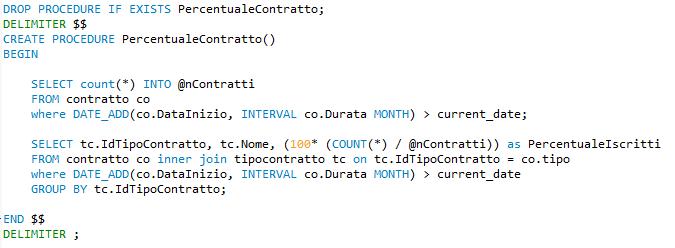 DROP PROCEDURE IF EXISTS PercentualeContratto;
DELIMITER $$
CREATE PROCEDURE PercentualeContratto()
BEGIN
SELECT count(*) INTO @nContratti
FROM contratto co
where DATE_ADD(co.DataInizio, INTERVAL co.Durata MONTH) > current_date;
SELECT tc.IdTipoContratto, tc.Nome, (100* (COUNT(*) / @nContratti)) as PercentualeIscritti
FROM contratto co inner join tipocontratto tc on tc.IdTipoContratto = co.tipo
where DATE_ADD(co.DataInizio, INTERVAL co.Durata MONTH) > current_date
GROUP BY tc.IdTipoContratto;
END $$
DELIMITER ;